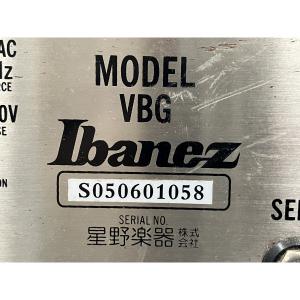 AC
Hz
RCE
0V
SE
ON
MODEL
VBG
Ibanez
S050601058
SERIAL NO.
星野楽器 株式会社
SE